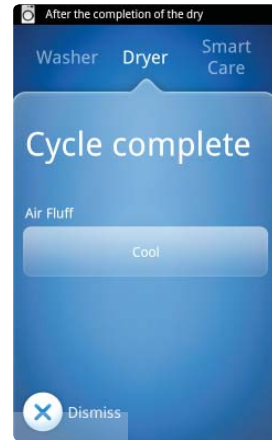 After the completion of the dry
Washer
Dryer
Smart
Care
Cycle complete
Air Fluff
Cool
Dismiss